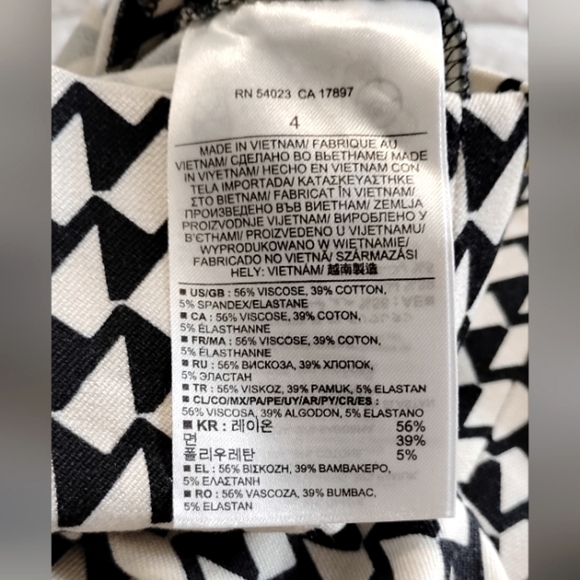 RN 54023 CA 17897
4
MADE IN VIETNAM/ FABRIQUE AU
VIETNAM/ СДЕЛАНО ВО ВЬЕТНАМЕ/ MADE
IN VIYETNAM/ HECHO EN VIETNAM CON
TELA IMPORTADA/ ΚΑΤΑΣΚΕΥΑΣΤΗΚΕ
ΣΤΟ ΒΙΕΤΝΑΜ/ FABRICAT ÎN VIETNAM/
ПРОИЗВЕДЕНО ВЪВ ВИЕТНАМ/ ZEMLJA
PROIZVODNJE VIJETNAM/ ВИРОБЛЕНО У
В'ЄТНАМІ/ PROIZVEDENO U VIJETNAMU/
WYPRODUKOWANO W WIETNAMIE/
FABRICADO NO VIETNÃ/ SZÁRMAZÁSI
HELY: VIETNAM/ 越南製造
■ US/GB: 56% VISCOSE, 39% COTTON,
5% SPANDEX/ELASTANE
■ CA : 56% VISCOSE, 39% COTON,
5% ÉLASTHANNE
■ FR/MA : 56% VISCOSE, 39% COTON,
5% ÉLASTHANNE
■ RU : 56% ВИСКОЗА, 39% ХЛОПОК,
5% ЭЛАСТАН
■ TR : 56% VISKOZ, 39% PAMUK, 5% ELASTAN
■ CL/CO/MX/PA/PE/UY/AR/PY/CR/ES :
56% VISCOSA, 39% ALGODON, 5% ELASTANO
■ KR : 레이온 56%
면 39%
폴리우레탄 5%
■ EL : 56% ΒΙΣΚΟΖΗ, 39% ΒΑΜΒΑΚΕΡΟ,
5% ΕΛΑΣΤΑΝΗ
■ RO : 56% VASCOZA, 39% BUMBAC,
5% ELASTAN